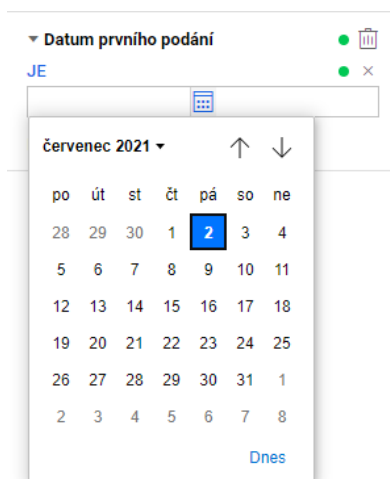 Datum prvního podání
JE
červenec 2021
po út st čt pá so ne
28 29 30 1 2 3 4
5 6 7 8 9 10 11
12 13 14 15 16 17 18
19 20 21 22 23 24 25
26 27 28 29 30 31 1
2 3 4 5 6 7 8
Dnes